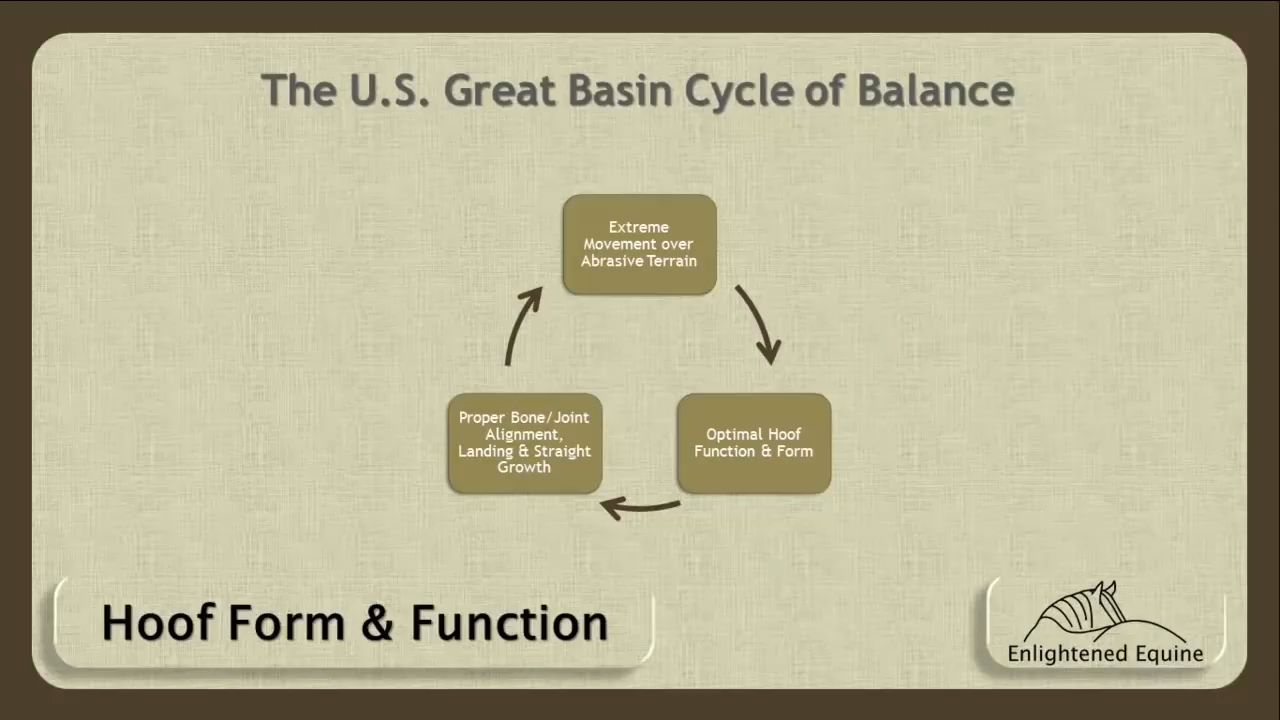 The U.S. Great Basin Cycle of Balance
Extreme
Movement over
Abrasive Terrain
Proper Bone/Joint
Alignment,
Landing & Straight
Growth
Optimal Hoof
Function & Form
Hoof Form & Function
Enlightened Equine